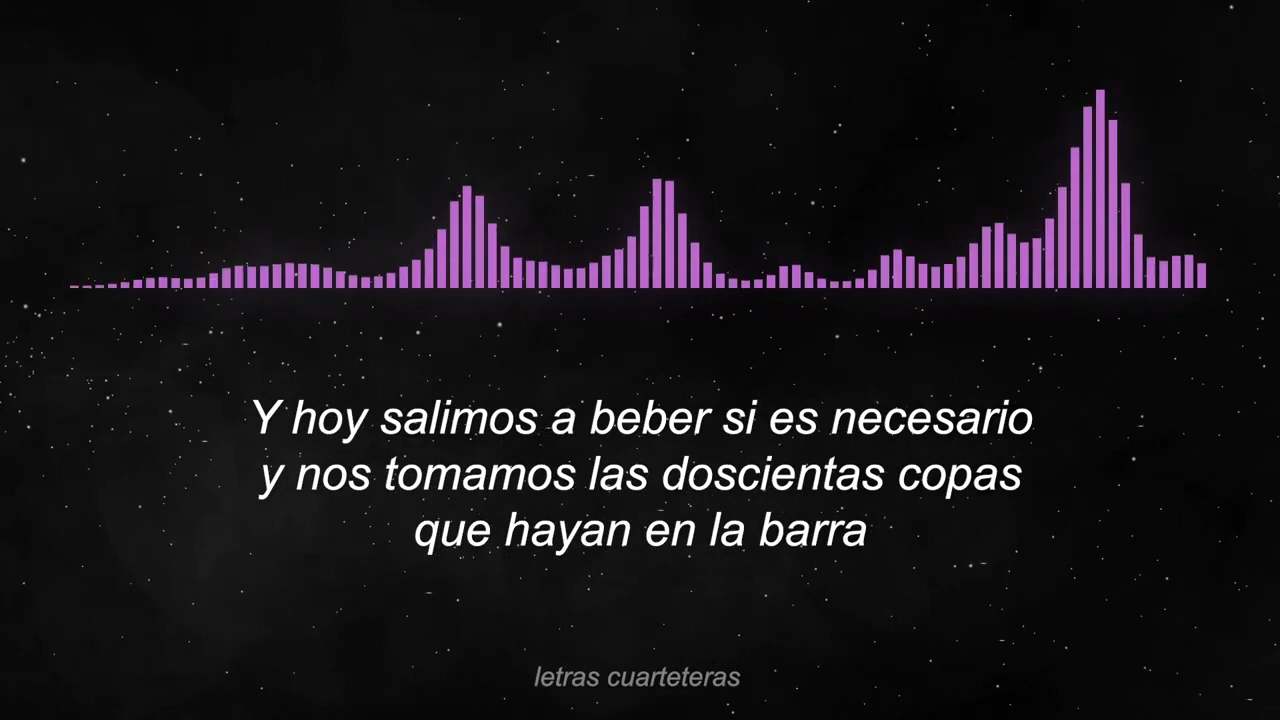 Y hoy salimos a beber si es necesario
y nos tomamos las doscientas copas
que hayan en la barra
letras cuarteteras